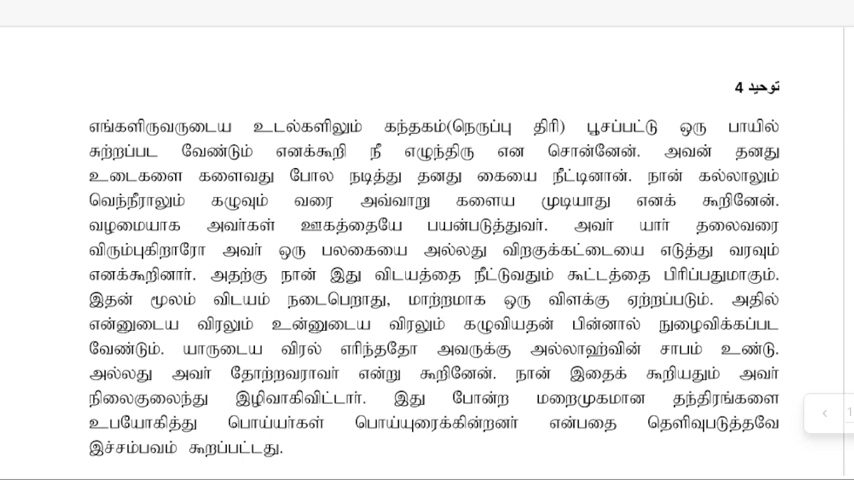 توحيد 4
எங்களிருவருடைய உடல்களிலும் கந்தகம்(நெருப்பு திரி) பூசப்பட்டு ஒரு பாயில்
சுற்றப்பட வேண்டும் எனக்கூறி நீ எழுந்திரு என சொன்னேன். அவன் தனது
உடைகளை களைவது போல நடித்து தனது கையை நீட்டினான். நான் கல்லாலும்
வெந்நீராலும் கழுவும் வரை அவ்வாறு களைய முடியாது எனக் கூறினேன்.
வழமையாக அவர்கள் ஊகத்தையே பயன்படுத்துவர். அவர் யார் தலைவரை
விரும்புகிறாரோ அவர் ஒரு பலகையை அல்லது விறகுக்கட்டையை எடுத்து வரவும்
எனக்கூறினார். அதற்கு நான் இது விடயத்தை நீட்டுவதும் கூட்டத்தை பிரிப்பதுமாகும்.
இதன் மூலம் விடயம் நடைபெறாது, மாற்றமாக ஒரு விளக்கு ஏற்றப்படும். அதில்
என்னுடைய விரலும் உன்னுடைய விரலும் கழுவியதன் பின்னால் நுழைவிக்கப்பட
வேண்டும். யாருடைய விரல் எரிந்ததோ அவருக்கு அல்லாஹ்வின் சாபம் உண்டு.
அல்லது அவர் தோற்றவராவர் என்று கூறினேன். நான் இதைக் கூறியதும் அவர்
நிலைகுலைந்து இழிவாகிவிட்டார். இது போன்ற மறைமுகமான தந்திரங்களை
உபயோகித்து பொய்யர்கள் பொய்யுரைக்கின்றனர் என்பதை தெளிவுபடுத்தவே
இச்சம்பவம் கூறப்பட்டது.
1